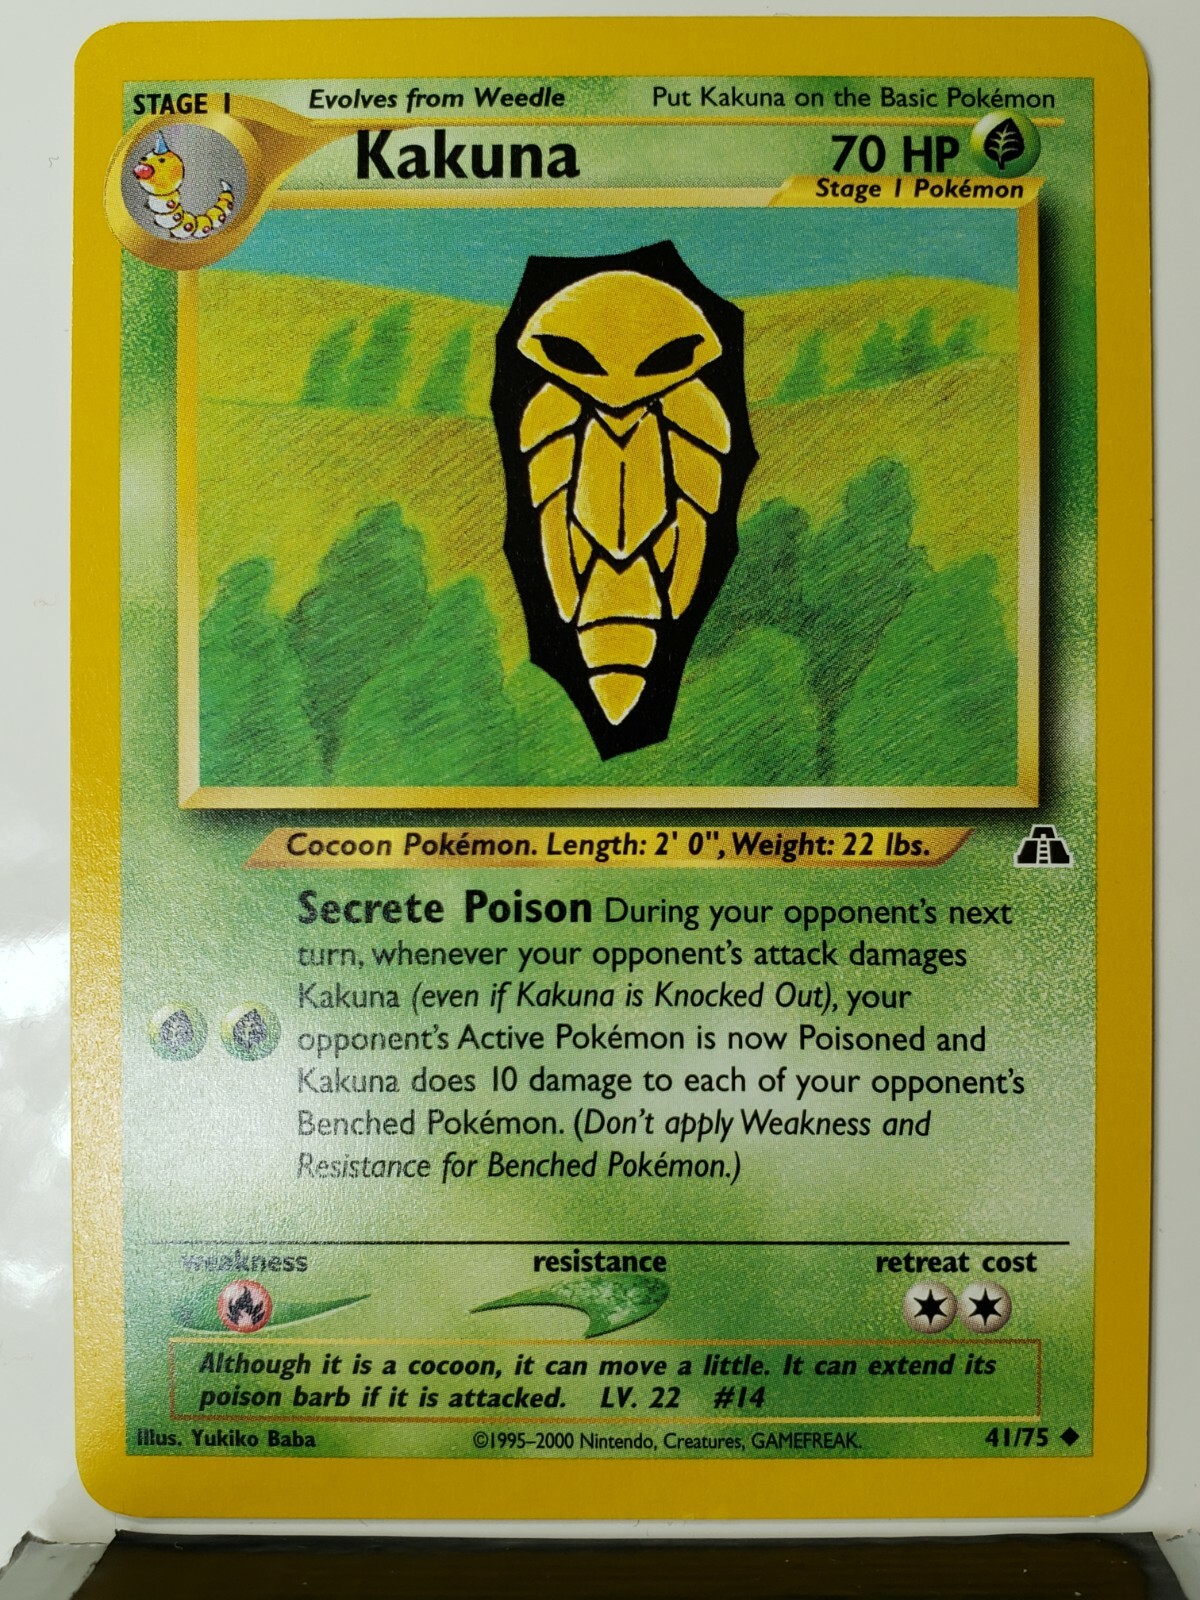 STAGE 1 Evolves from Weedle Put Kakuna on the Basic Pokémon
Kakuna 70 HP
Stage 1 Pokémon
Cocoon Pokémon. Length: 2' 0", Weight: 22 lbs.
Secrete Poison During your opponent's next
turn, whenever your opponent's attack damages
Kakuna (even if Kakuna is Knocked Out), your
opponent's Active Pokémon is now Poisoned and
Kakuna does 10 damage to each of your opponent's
Benched Pokémon. (Don't apply Weakness and
Resistance for Benched Pokémon.)
weakness resistance retreat cost
Although it is a cocoon, it can move a little. It can extend its
poison barb if it is attacked. LV. 22 #14
Illus. Yukiko Baba ©1995–2000 Nintendo, Creatures, GAMEFREAK. 41/75